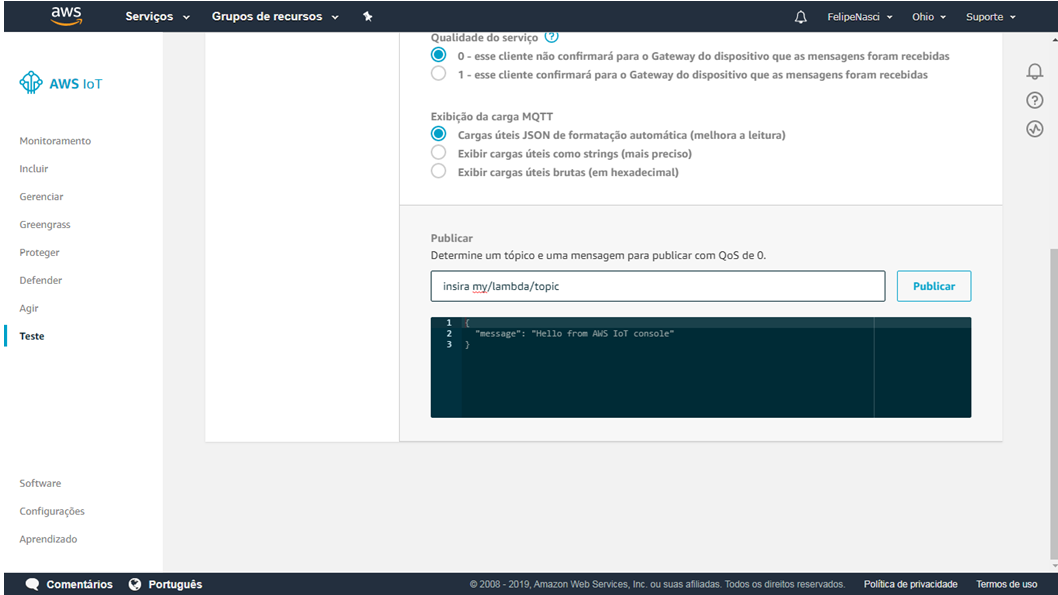 aws Serviços Grupos de recursos FelipeNasci Ohio Suporte
AWS IoT
Monitoramento
Incluir
Gerenciar
Greengrass
Proteger
Defender
Agir
Teste
Software
Configurações
Aprendizado
Qualidade do serviço ?
0 - esse cliente não confirmará para o Gateway do dispositivo que as mensagens foram recebidas
1 - esse cliente confirmará para o Gateway do dispositivo que as mensagens foram recebidas
Exibição da carga MQTT
Cargas úteis JSON de formatação automática (melhora a leitura)
Exibir cargas úteis como strings (mais preciso)
Exibir cargas úteis brutas (em hexadecimal)
Publicar
Determine um tópico e uma mensagem para publicar com QoS de 0.
insira my/lambda/topic Publicar
1 {
2 "message": "Hello from AWS IoT console"
3 }
?
Comentários Português © 2008 - 2019, Amazon Web Services, Inc. ou suas afiliadas. Todos os direitos reservados. Política de privacidade Termos de uso